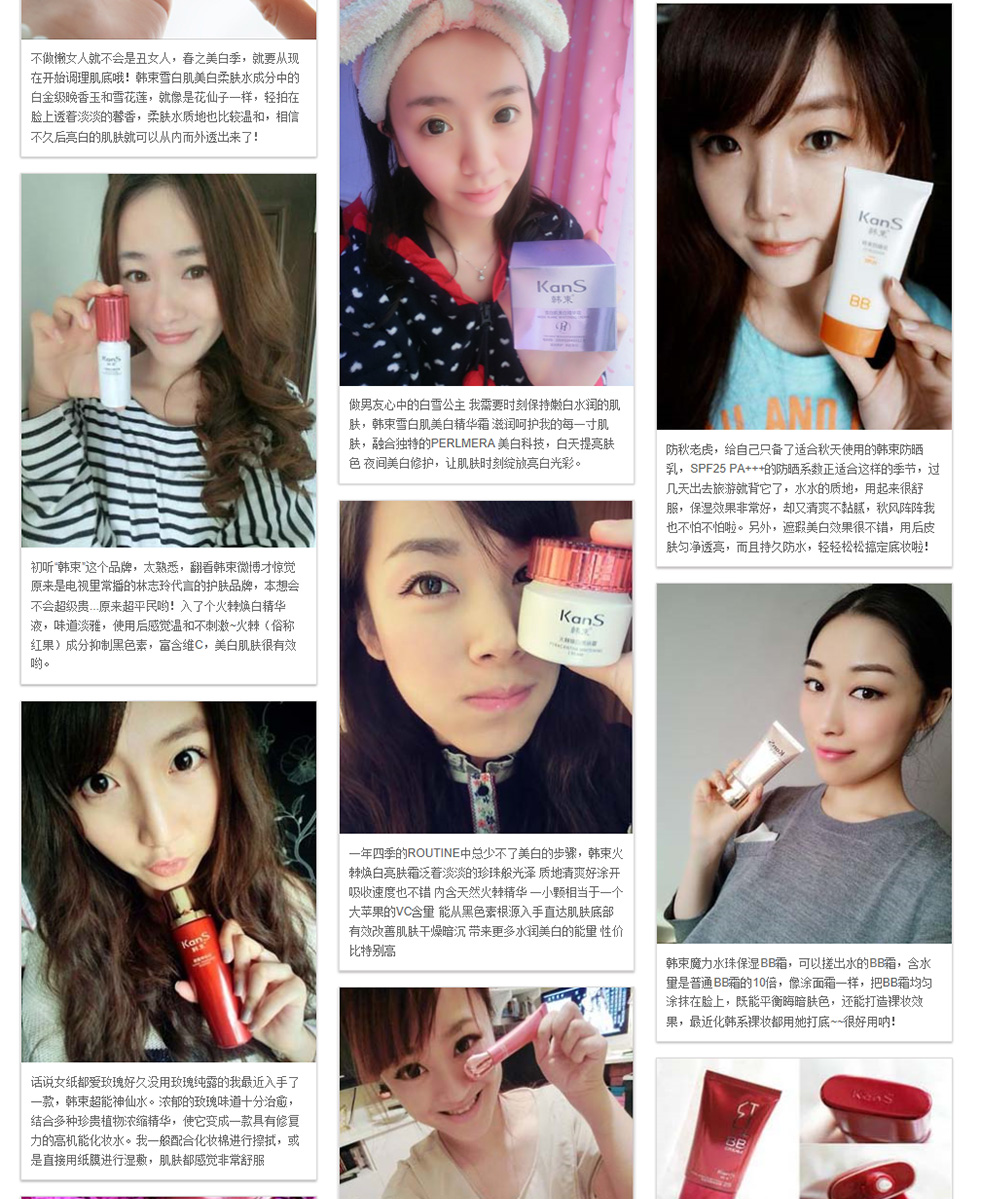 不做懒女人就不会是丑女人，春之美白季，就要从现
在开始调理肌底哦！韩束雪白肌美白柔肤水成分中的
白金级晚香玉和雪花莲，就像是花仙子一样，轻拍在
脸上透着淡淡的馨香，柔肤水质地也比较温和，相信
不久后亮白的肌肤就可以从内而外透出来了！
KanS
初听“韩束”这个品牌，太熟悉，翻看韩束微博才惊觉
原来是电视里常播的林志玲代言的护肤品牌，本想会
不会超级贵...原来超平民哟！入了个火棘焕白精华
液，味道淡雅，使用后感觉温和不刺激~火棘（俗称
红果）成分抑制黑色素，富含维C，美白肌肤很有效
哟。
KanS
韩束
话说女纸都爱玫瑰好久没用玫瑰纯露的我最近入手了
一款，韩束超能神仙水。浓郁的玫瑰味道十分治愈，
结合多种珍贵植物浓缩精华，使它变成一款具有修复
力的高机能化妆水。我一般配合化妆棉进行擦拭，或
是直接用纸膜进行湿敷，肌肤都感觉非常舒服
KanS
韩束
做男友心中的白雪公主 我需要时刻保持嫩白水润的肌
肤，韩束雪白肌美白精华霜 滋润呵护我的每一寸肌
肤，融合独特的PERLMERA 美白科技，白天提亮肤
色 夜间美白修护，让肌肤时刻绽放亮白光彩。
KanS
韩束
一年四季的ROUTINE中总少不了美白的步骤，韩束火
棘焕白亮肤霜泛着淡淡的珍珠般光泽 质地清爽好涂开
吸收速度也不错 内含天然火棘精华 一小颗相当于一个
大苹果的VC含量 能从黑色素根源入手直达肌肤底部
有效改善肌肤干燥暗沉 带来更多水润美白的能量 性价
比特别高
KanS
韩束
BB
防秋老虎，给自己只备了适合秋天使用的韩束防晒
乳，SPF25 PA+++的防晒系数正适合这样的季节，过
几天出去旅游就背它了，水水的质地，用起来很舒
服，保湿效果非常好，却又清爽不黏腻，秋风阵阵我
也不怕不怕啦。另外，遮瑕美白效果很不错，用后皮
肤匀净透亮，而且持久防水，轻轻松松搞定底妆啦！
韩束魔力水珠保湿BB霜，可以搓出水的BB霜，含水
量是普通BB霜的10倍，像涂面霜一样，把BB霜均匀
涂抹在脸上，既能平衡晦暗肤色，还能打造裸妆效
果，最近化韩系裸妆都用她打底~~很好用呐！
BB
KanS